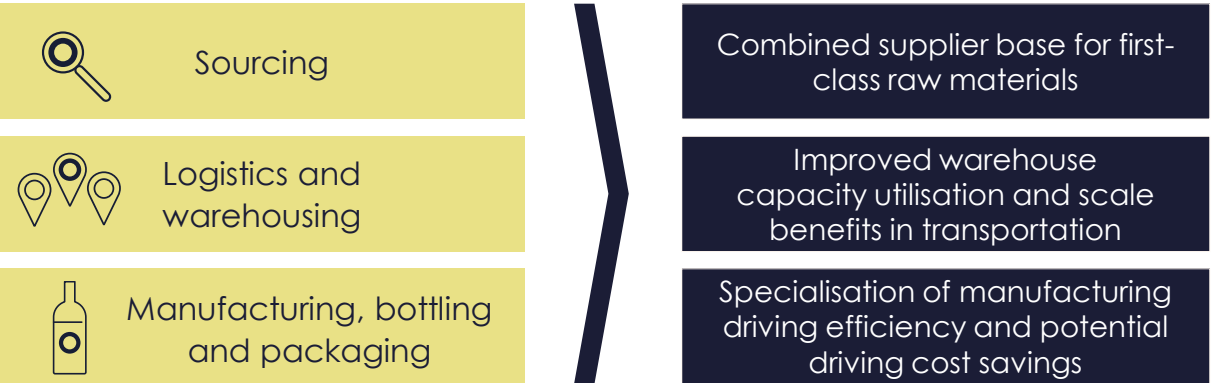 Sourcing
Combined supplier base for first-
class raw materials
Logistics and
warehousing
Improved warehouse
capacity utilisation and scale
benefits in transportation
Manufacturing, bottling
and packaging
Specialisation of manufacturing
driving efficiency and potential
driving cost savings